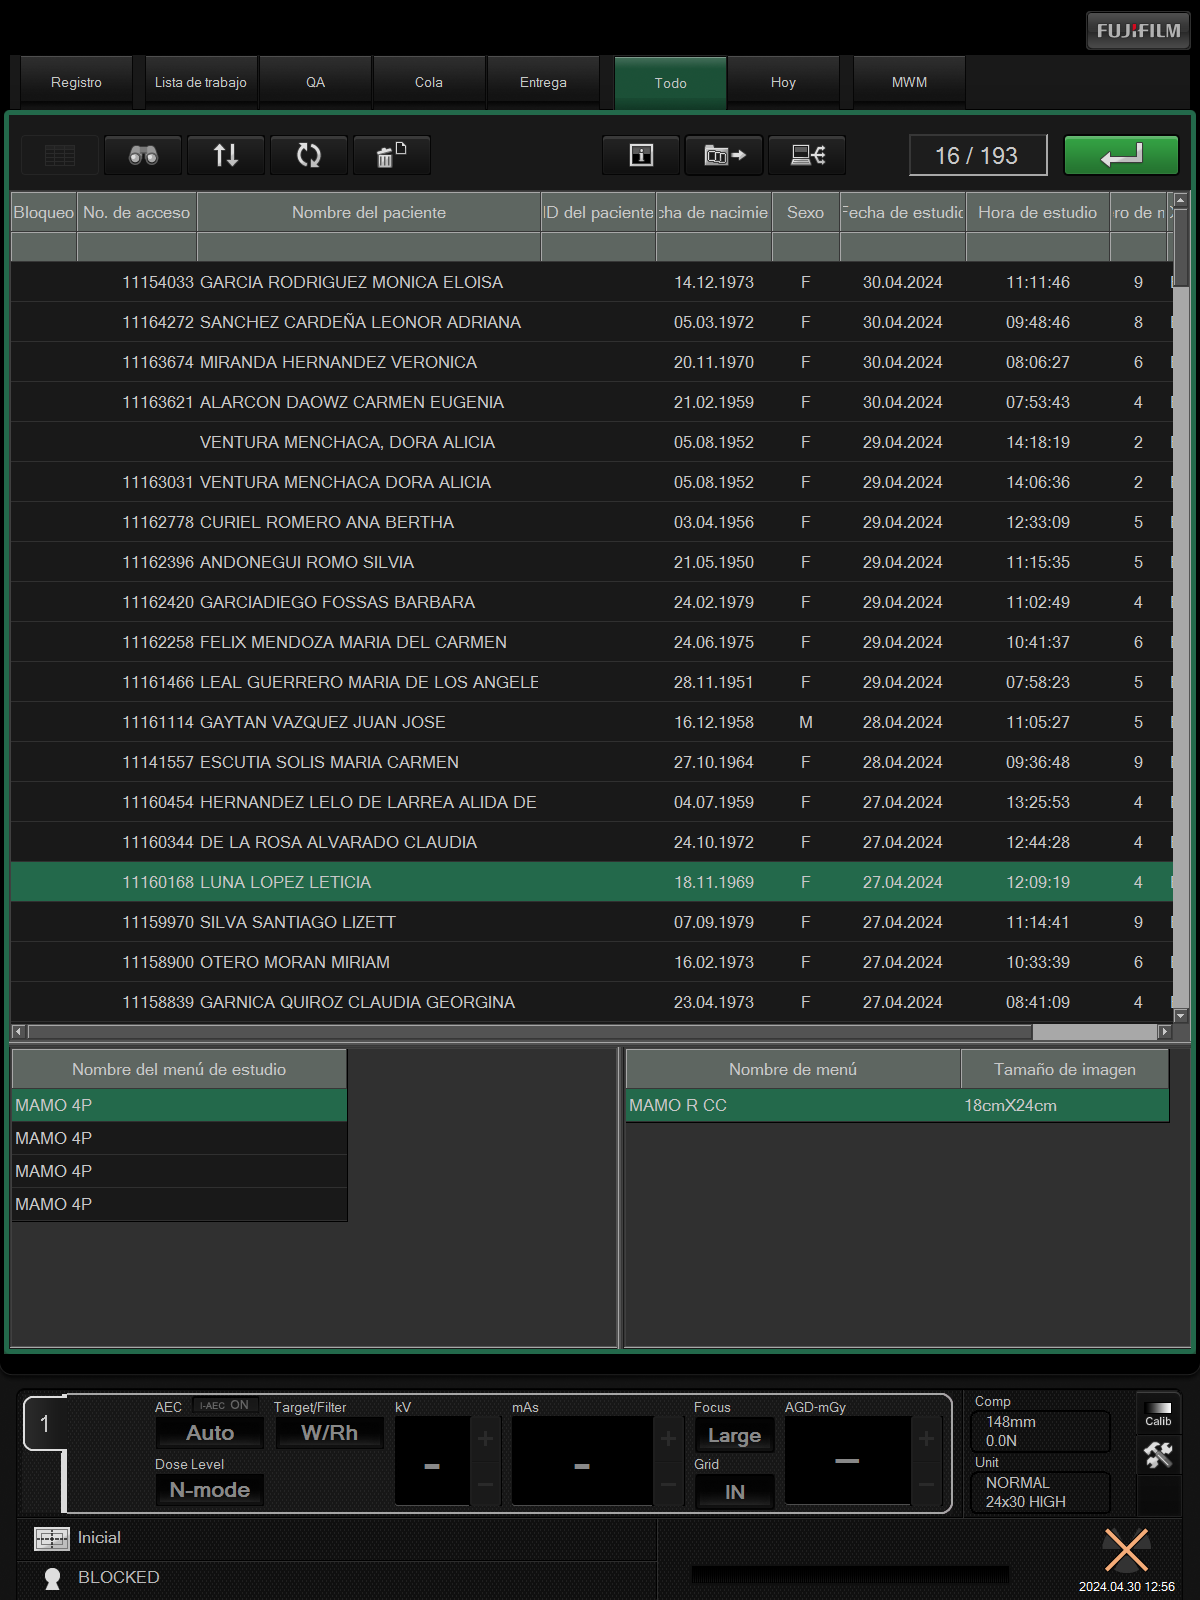 FUJIFILM
Registro Lista de trabajo QA Cola Entrega Todo Hoy MWM
16 / 193
Bloqueo No. de acceso Nombre del paciente ID del paciente cha de nacimie Sexo Fecha de estudio Hora de estudio ro de m
11154033 GARCIA RODRIGUEZ MONICA ELOISA 14.12.1973 F 30.04.2024 11:11:46 9
11164272 SANCHEZ CARDEÑA LEONOR ADRIANA 05.03.1972 F 30.04.2024 09:48:46 8
11163674 MIRANDA HERNANDEZ VERONICA 20.11.1970 F 30.04.2024 08:06:27 6
11163621 ALARCON DAOWZ CARMEN EUGENIA 21.02.1959 F 30.04.2024 07:53:43 4
VENTURA MENCHACA, DORA ALICIA 05.08.1952 F 29.04.2024 14:18:19 2
11163031 VENTURA MENCHACA DORA ALICIA 05.08.1952 F 29.04.2024 14:06:36 2
11162778 CURIEL ROMERO ANA BERTHA 03.04.1956 F 29.04.2024 12:33:09 5
11162396 ANDONEGUI ROMO SILVIA 21.05.1950 F 29.04.2024 11:15:35 5
11162420 GARCIADIEGO FOSSAS BARBARA 24.02.1979 F 29.04.2024 11:02:49 4
11162258 FELIX MENDOZA MARIA DEL CARMEN 24.06.1975 F 29.04.2024 10:41:37 6
11161466 LEAL GUERRERO MARIA DE LOS ANGELE 28.11.1951 F 29.04.2024 07:58:23 5
11161114 GAYTAN VAZQUEZ JUAN JOSE 16.12.1958 M 28.04.2024 11:05:27 5
11141557 ESCUTIA SOLIS MARIA CARMEN 27.10.1964 F 28.04.2024 09:36:48 9
11160454 HERNANDEZ LELO DE LARREA ALIDA DE 04.07.1959 F 27.04.2024 13:25:53 4
11160344 DE LA ROSA ALVARADO CLAUDIA 24.10.1972 F 27.04.2024 12:44:28 4
11160168 LUNA LOPEZ LETICIA 18.11.1969 F 27.04.2024 12:09:19 4
11159970 SILVA SANTIAGO LIZETT 07.09.1979 F 27.04.2024 11:14:41 9
11158900 OTERO MORAN MIRIAM 16.02.1973 F 27.04.2024 10:33:39 6
11158839 GARNICA QUIROZ CLAUDIA GEORGINA 23.04.1973 F 27.04.2024 08:41:09 4
Nombre del menú de estudio Nombre de menú Tamaño de imagen
MAMO 4P MAMO R CC 18cmX24cm
MAMO 4P
MAMO 4P
MAMO 4P
1
AEC I-AEC ON Target/Filter kV mAs Focus AGD-mGy Comp
Auto W/Rh – – Large — 148mm Calib
0.0N
Dose Level Grid Unit
N-mode IN NORMAL
24x30 HIGH
Inicial
BLOCKED
2024.04.30 12:56